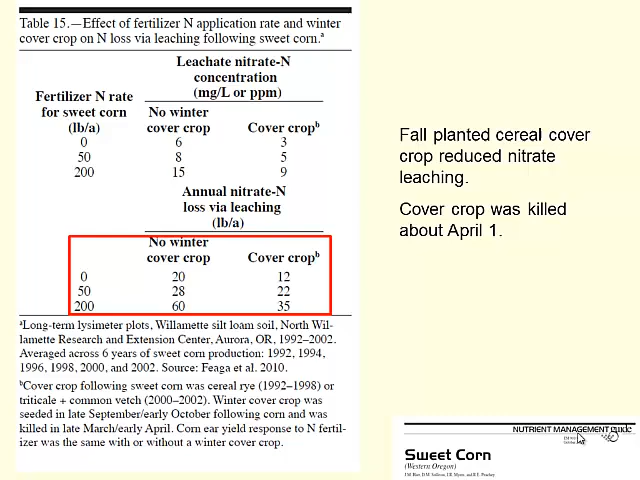 Table 15.—Effect of fertilizer N application rate and winter
cover crop on N loss via leaching following sweet corn.ᵃ
Leachate nitrate-N
concentration
(mg/L or ppm)
Fertilizer N rate
for sweet corn
(lb/a)
No winter
cover crop
Cover cropᵇ
0 6 3
50 8 5
200 15 9
Annual nitrate-N
loss via leaching
(lb/a)
No winter
cover crop
Cover cropᵇ
0 20 12
50 28 22
200 60 35
ᵃLong-term lysimeter plots, Willamette silt loam soil, North Wil-
lamette Research and Extension Center, Aurora, OR, 1992–2002.
Averaged across 6 years of sweet corn production: 1992, 1994,
1996, 1998, 2000, and 2002. Source: Feaga et al. 2010.
ᵇCover crop following sweet corn was cereal rye (1992–1998) or
triticale + common vetch (2000–2002). Winter cover crop was
seeded in late September/early October following corn and was
killed in late March/early April. Corn ear yield response to N fertil-
izer was the same with or without a winter cover crop.
Fall planted cereal cover
crop reduced nitrate
leaching.
Cover crop was killed
about April 1.
NUTRIENT MANAGEMENT guide
Sweet Corn
(Western Oregon)